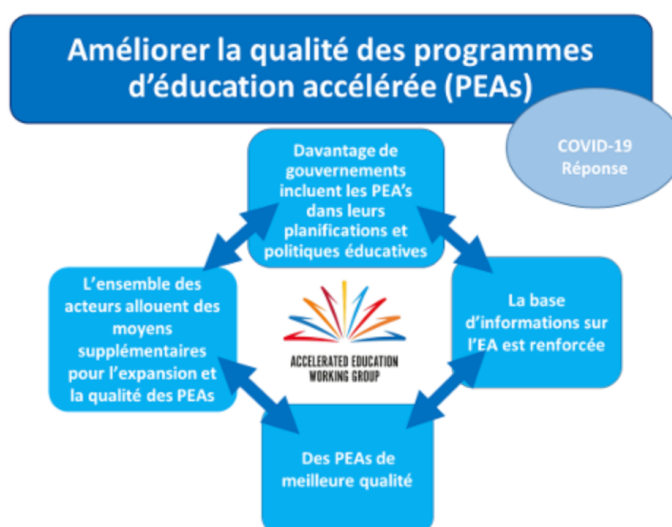 Améliorer la qualité des programmes
d'éducation accélérée (PEAs)
COVID-19
Réponse
Davantage de
gouvernements
incluent les PEA's
dans leurs
planifications et
politiques éducatives
L'ensemble des
acteurs allouent des
moyens
supplémentaires
pour l'expansion et
la qualité des PEAs
ACCELERATED EDUCATION
WORKING GROUP
La base
d'informations sur
l'EA est renforcée
Des PEAs de
meilleure qualité